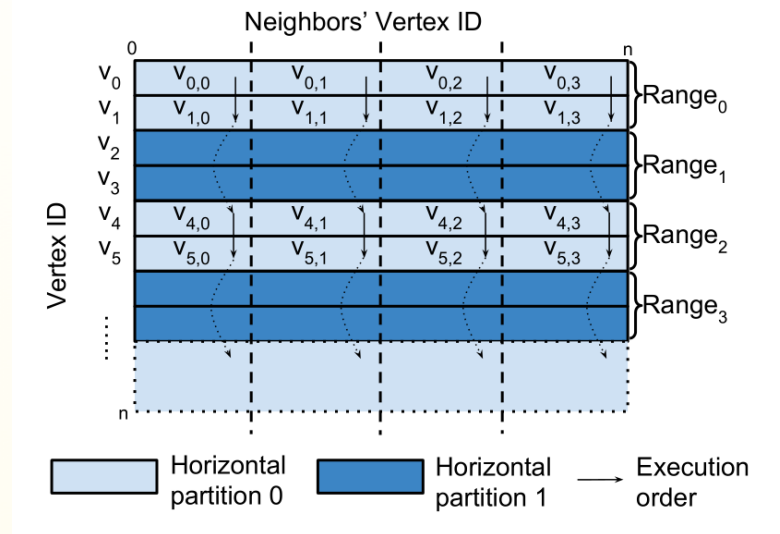 Neighbors' Vertex ID
0 n
v0 v0,0 v0,1 v0,2 v0,3
Range0
v1 v1,0 v1,1 v1,2 v1,3
v2
Range1
v3
v4 v4,0 v4,1 v4,2 v4,3
Range2
v5 v5,0 v5,1 v5,2 v5,3
Range3
Vertex ID
......
n
Horizontal partition 0
Horizontal partition 1
Execution order